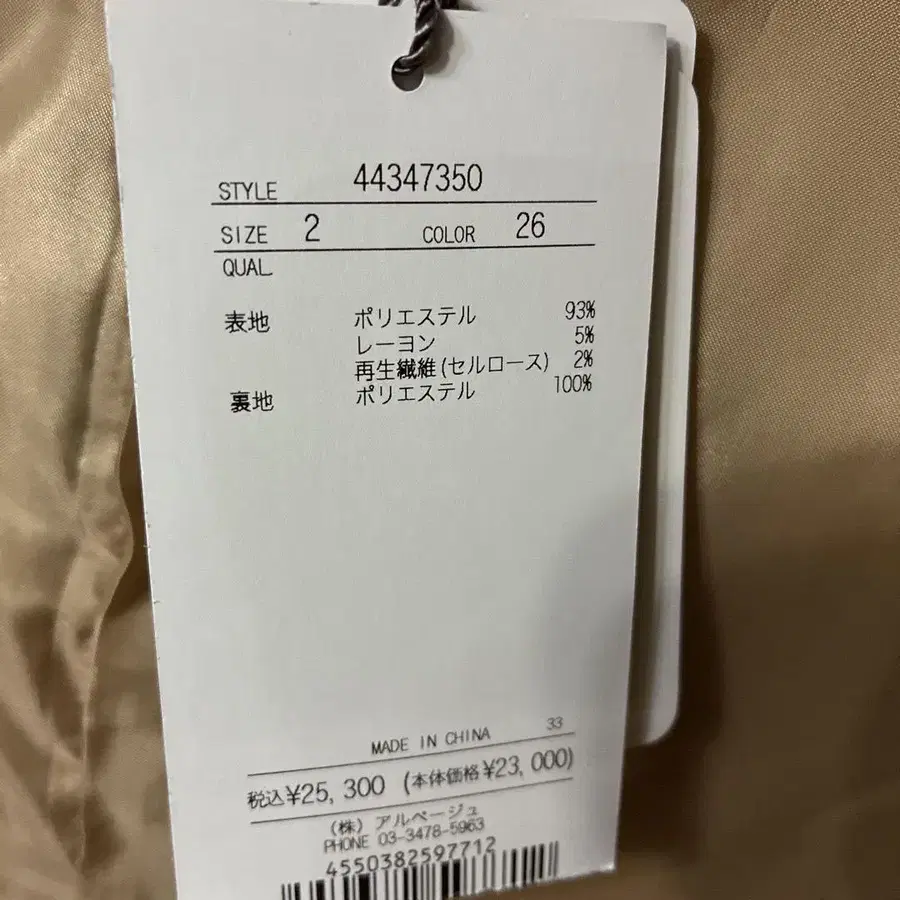 STYLE 44347350
SIZE 2 COLOR 26
QUAL
表地 ポリエステル 93%
レーヨン 5%
再生繊維(セルロース) 2%
裏地 ポリエステル 100%
MADE IN CHINA 33
税込¥25,300 (本体価格¥23,000)
(株) アルページュ
PHONE 03-3478-5963
4550382597712